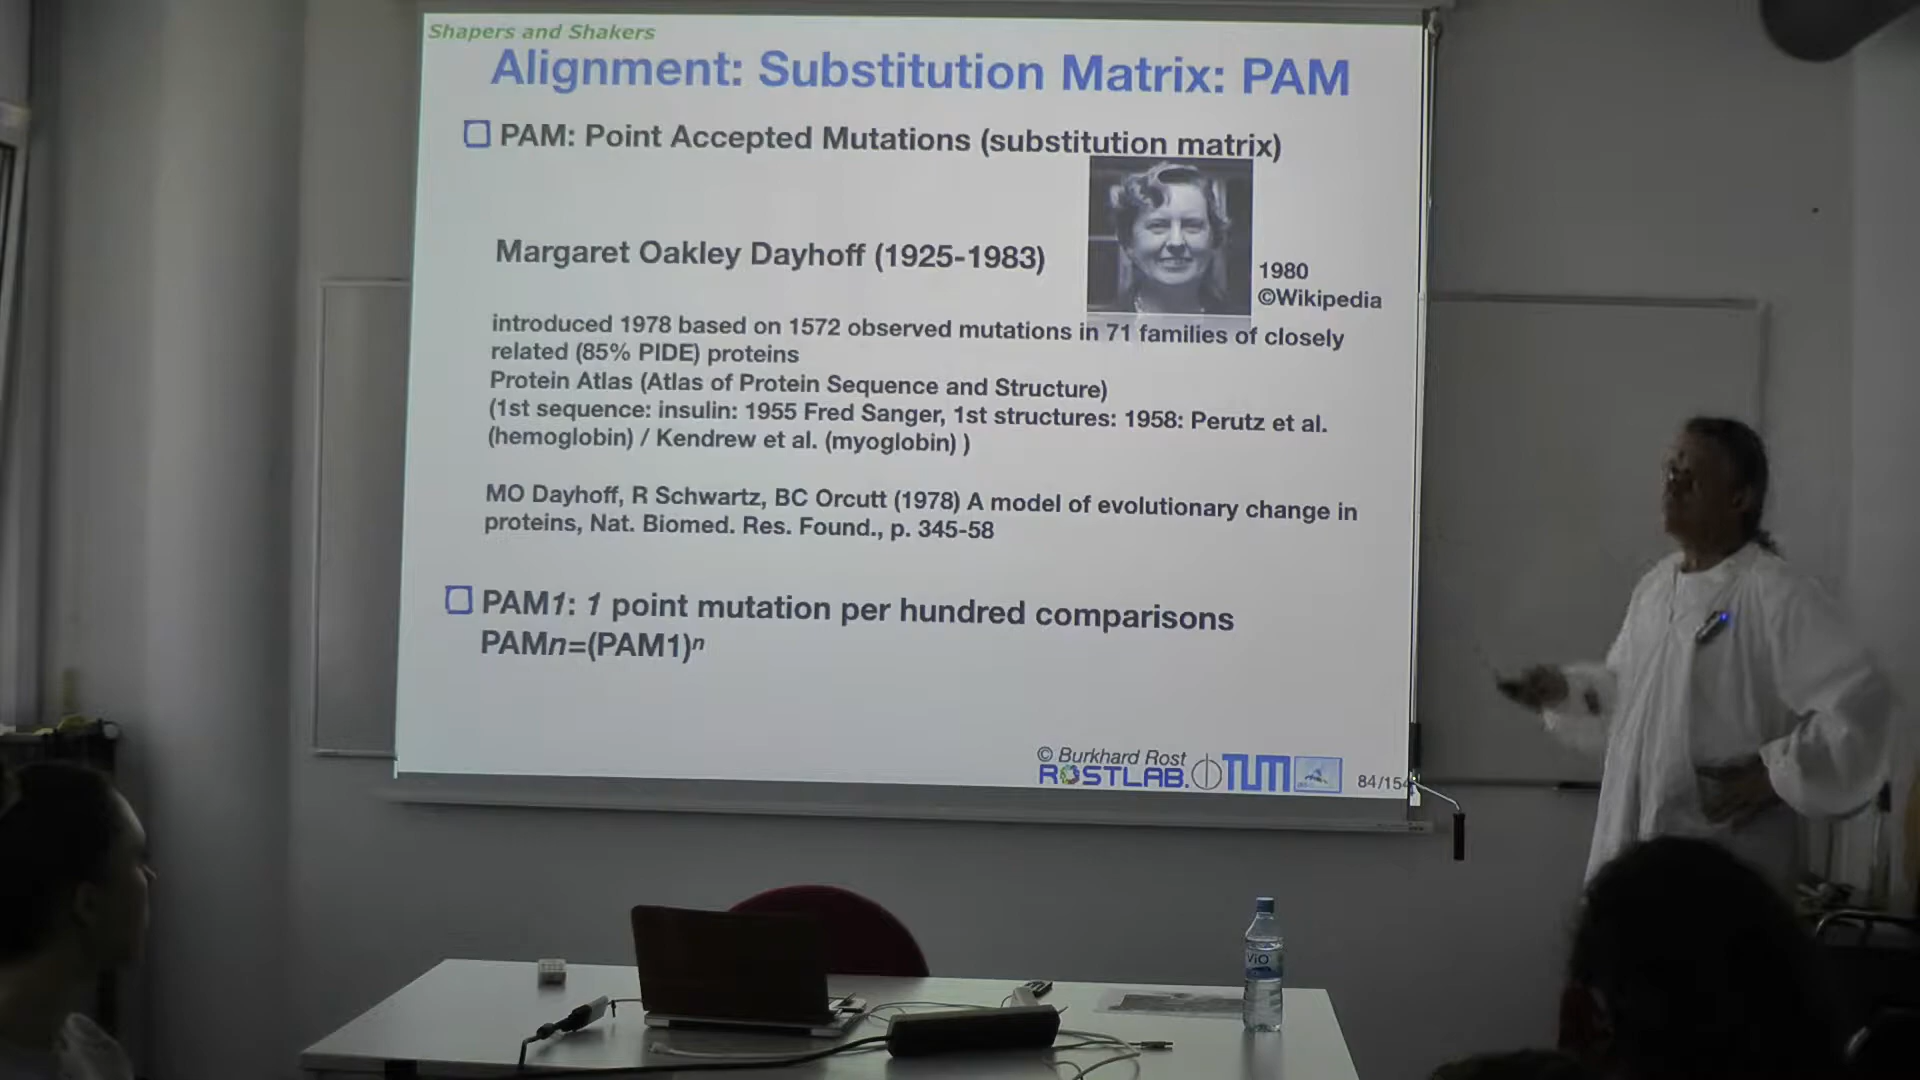 Shapers and Shakers
Alignment: Substitution Matrix: PAM
PAM: Point Accepted Mutations (substitution matrix)
Margaret Oakley Dayhoff (1925-1983)
1980
©Wikipedia
introduced 1978 based on 1572 observed mutations in 71 families of closely
related (85% PIDE) proteins
Protein Atlas (Atlas of Protein Sequence and Structure)
(1st sequence: insulin: 1955 Fred Sanger, 1st structures: 1958: Perutz et al.
(hemoglobin) / Kendrew et al. (myoglobin) )
MO Dayhoff, R Schwartz, BC Orcutt (1978) A model of evolutionary change in
proteins, Nat. Biomed. Res. Found., p. 345-58
PAM1: 1 point mutation per hundred comparisons
PAMn=(PAM1)ⁿ
© Burkhard Rost
ROSTLAB. TUM
84/154
ViO